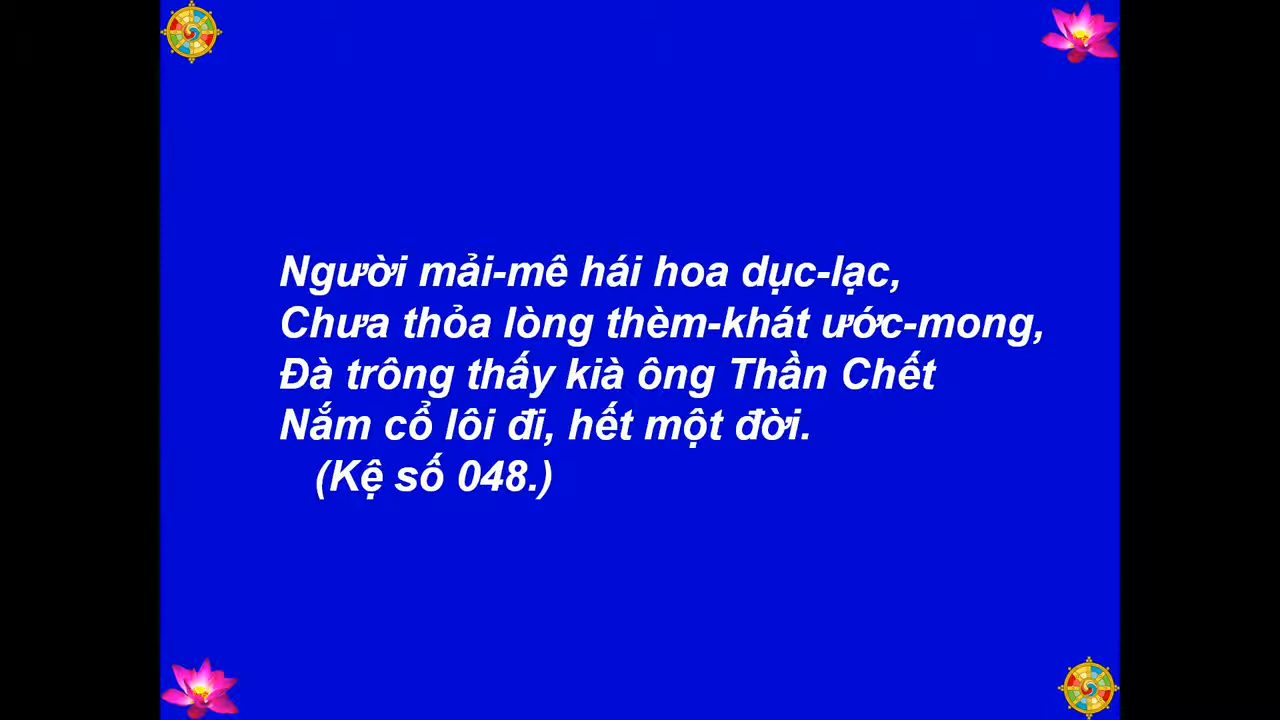 Người mải-mê hái hoa dục-lạc,
Chưa thỏa lòng thèm-khát ước-mong,
Đà trông thấy kià ông Thần Chết
Nắm cổ lôi đi, hết một đời.
(Kệ số 048.)